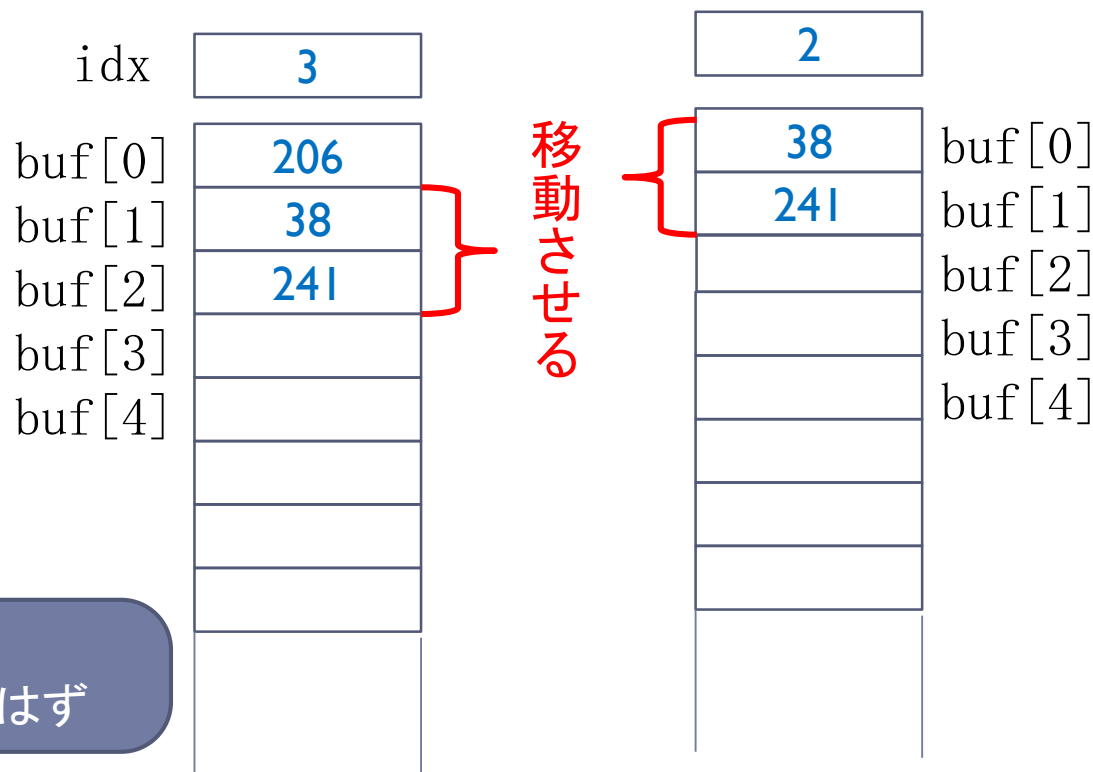 idx 3
buf[0] 206
buf[1] 38
buf[2] 241
buf[3]
buf[4]
移動させる
2
38 buf[0]
241 buf[1]
buf[2]
buf[3]
buf[4]
はず